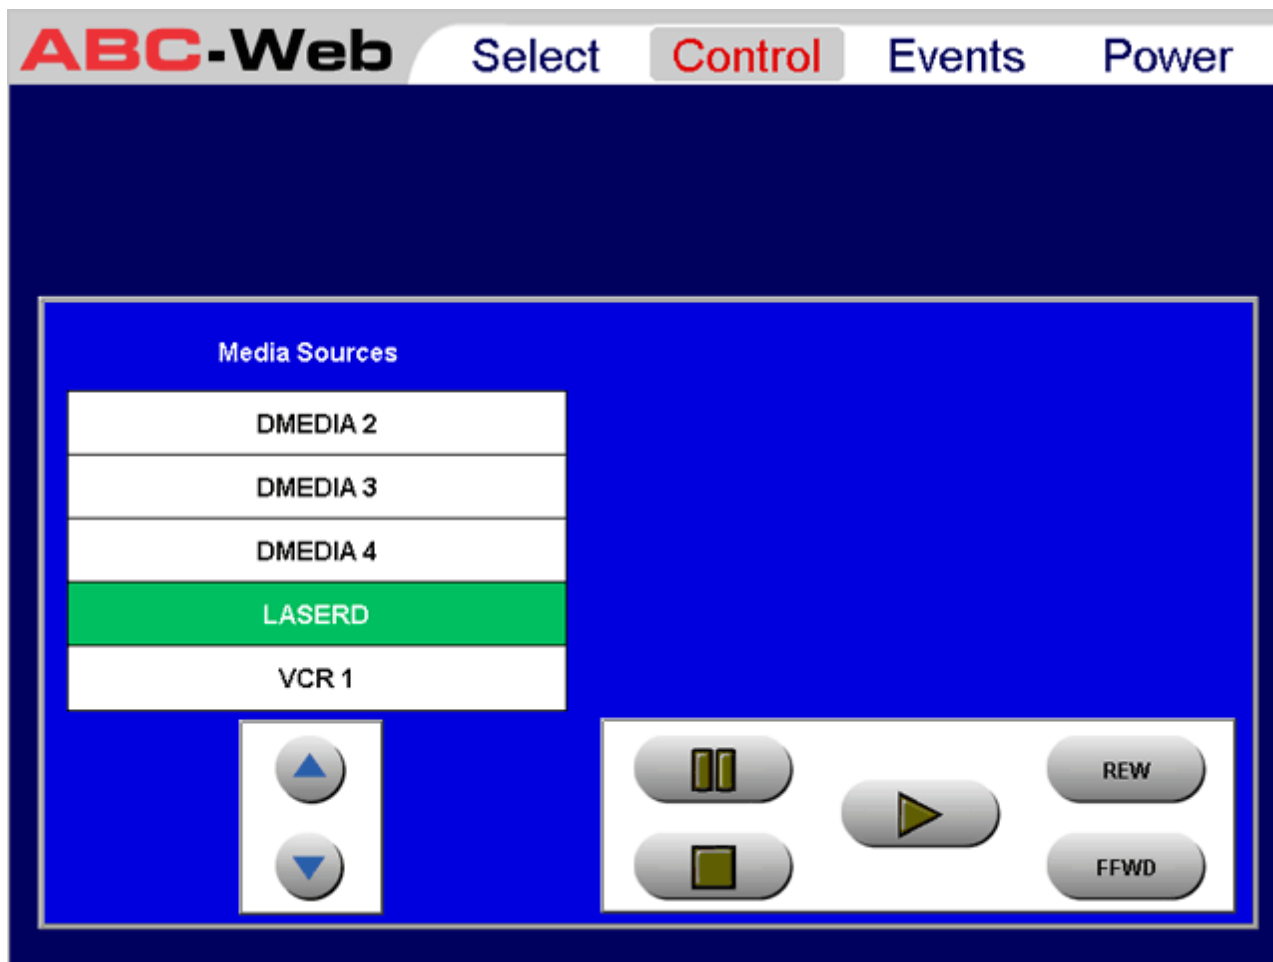 ABC-Web Select Control Events Power
Media Sources
DMEDIA 2
DMEDIA 3
DMEDIA 4
LASERD
VCR 1
REW
FFWD